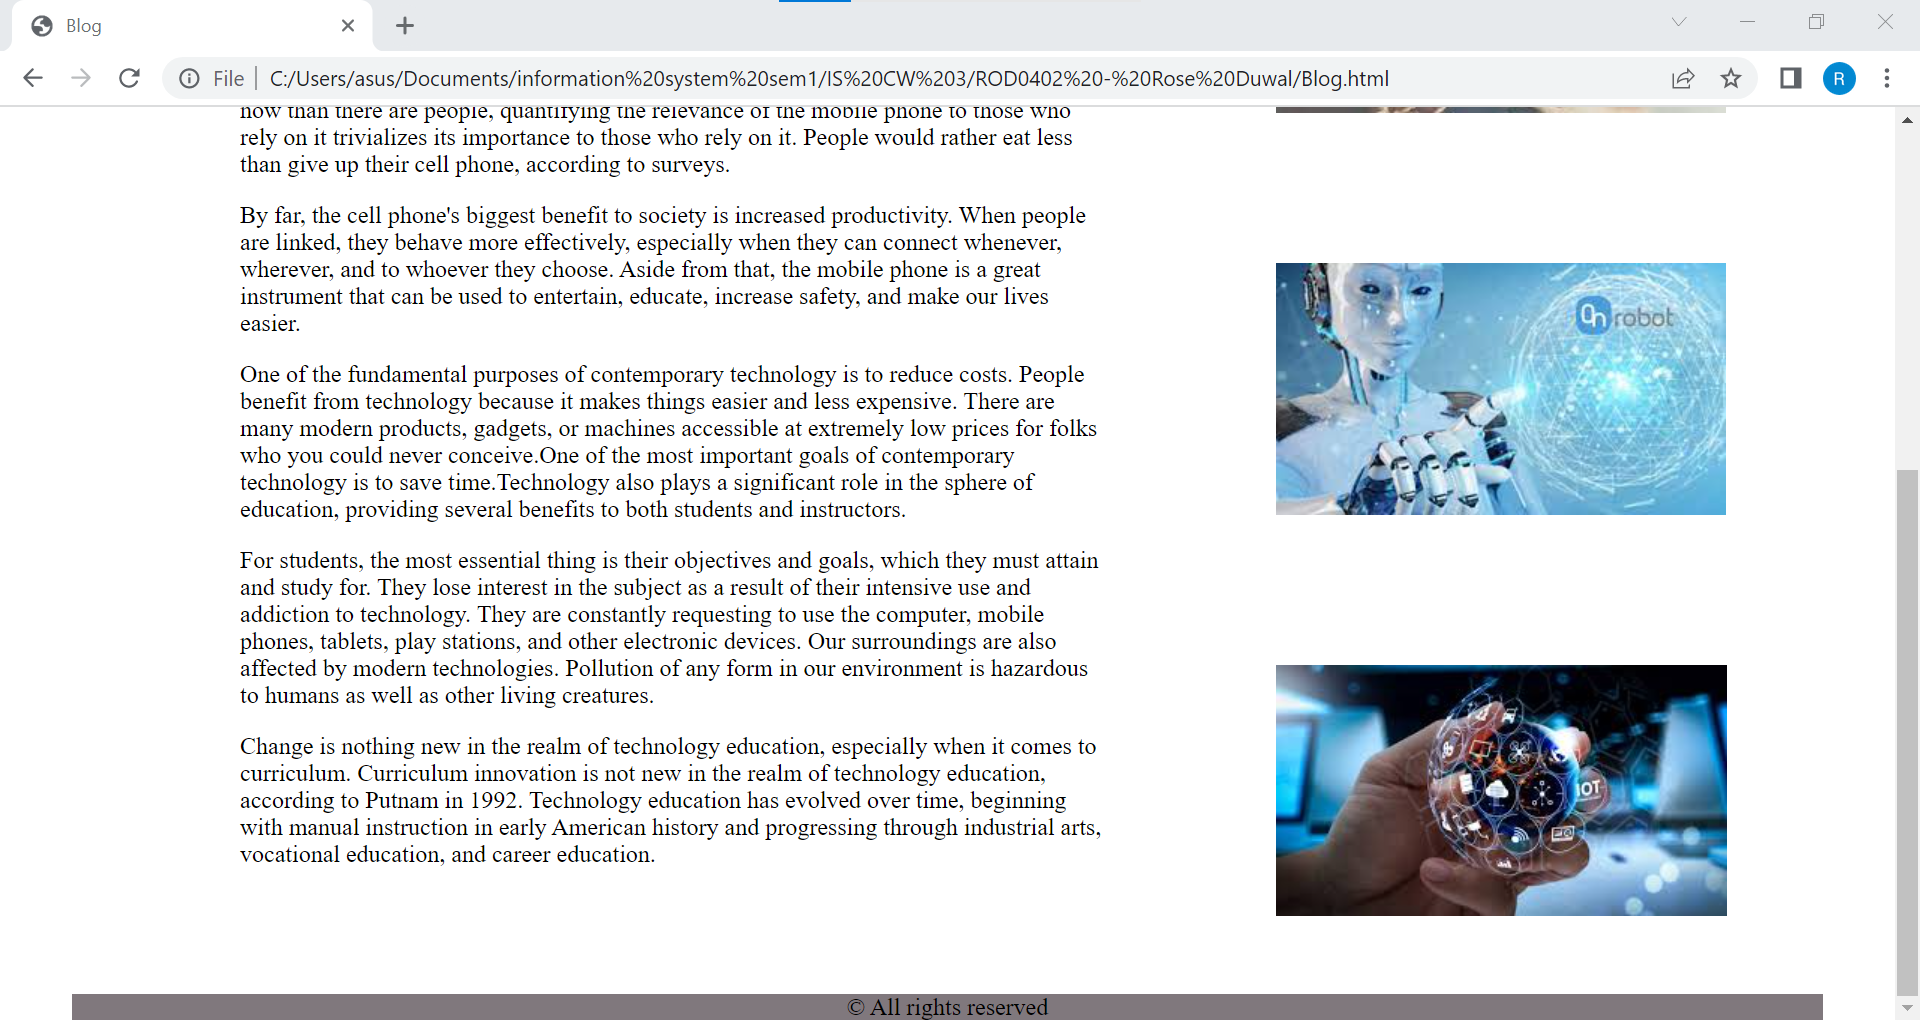 Blog
File
C:/Users/asus/Documents/information%20system%20sem1/IS%20CW%203/ROD0402%20-%20Rose%20Duwal/Blog.html
R
now than there are people, quantifying the relevance of the mobile phone to those who
rely on it trivializes its importance to those who rely on it. People would rather eat less
than give up their cell phone, according to surveys.
By far, the cell phone's biggest benefit to society is increased productivity. When people
are linked, they behave more effectively, especially when they can connect whenever,
wherever, and to whoever they choose. Aside from that, the mobile phone is a great
instrument that can be used to entertain, educate, increase safety, and make our lives
easier.
One of the fundamental purposes of contemporary technology is to reduce costs. People
benefit from technology because it makes things easier and less expensive. There are
many modern products, gadgets, or machines accessible at extremely low prices for folks
who you could never conceive.One of the most important goals of contemporary
technology is to save time.Technology also plays a significant role in the sphere of
education, providing several benefits to both students and instructors.
For students, the most essential thing is their objectives and goals, which they must attain
and study for. They lose interest in the subject as a result of their intensive use and
addiction to technology. They are constantly requesting to use the computer, mobile
phones, tablets, play stations, and other electronic devices. Our surroundings are also
affected by modern technologies. Pollution of any form in our environment is hazardous
to humans as well as other living creatures.
Change is nothing new in the realm of technology education, especially when it comes to
curriculum. Curriculum innovation is not new in the realm of technology education,
according to Putnam in 1992. Technology education has evolved over time, beginning
with manual instruction in early American history and progressing through industrial arts,
vocational education, and career education.
On robot
IOT
© All rights reserved